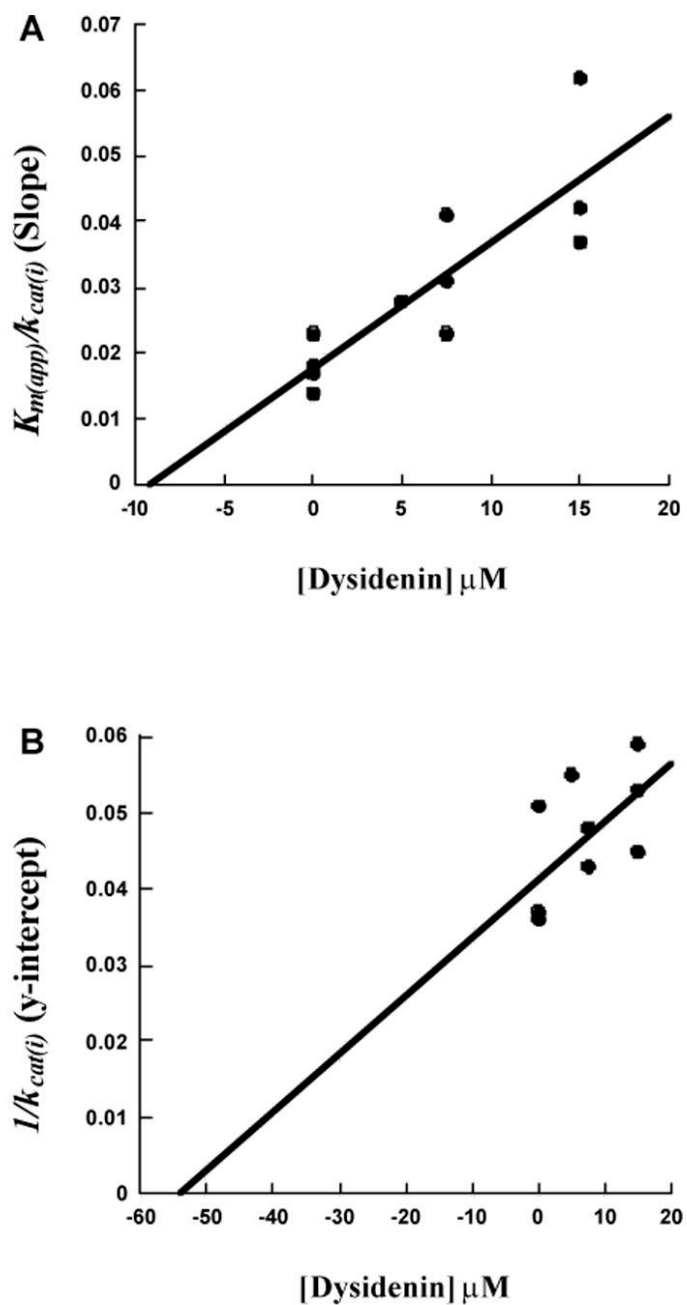 A
0.07
0.06
0.05
0.04
0.03
0.02
0.01
0
-10 -5 0 5 10 15 20
Km(app)/kcat(i) (Slope)
[Dysidenin] μM
B
0.06
0.05
0.04
0.03
0.02
0.01
0
-60 -50 -40 -30 -20 -10 0 10 20
1/kcat(i) (y-intercept)
[Dysidenin] μM